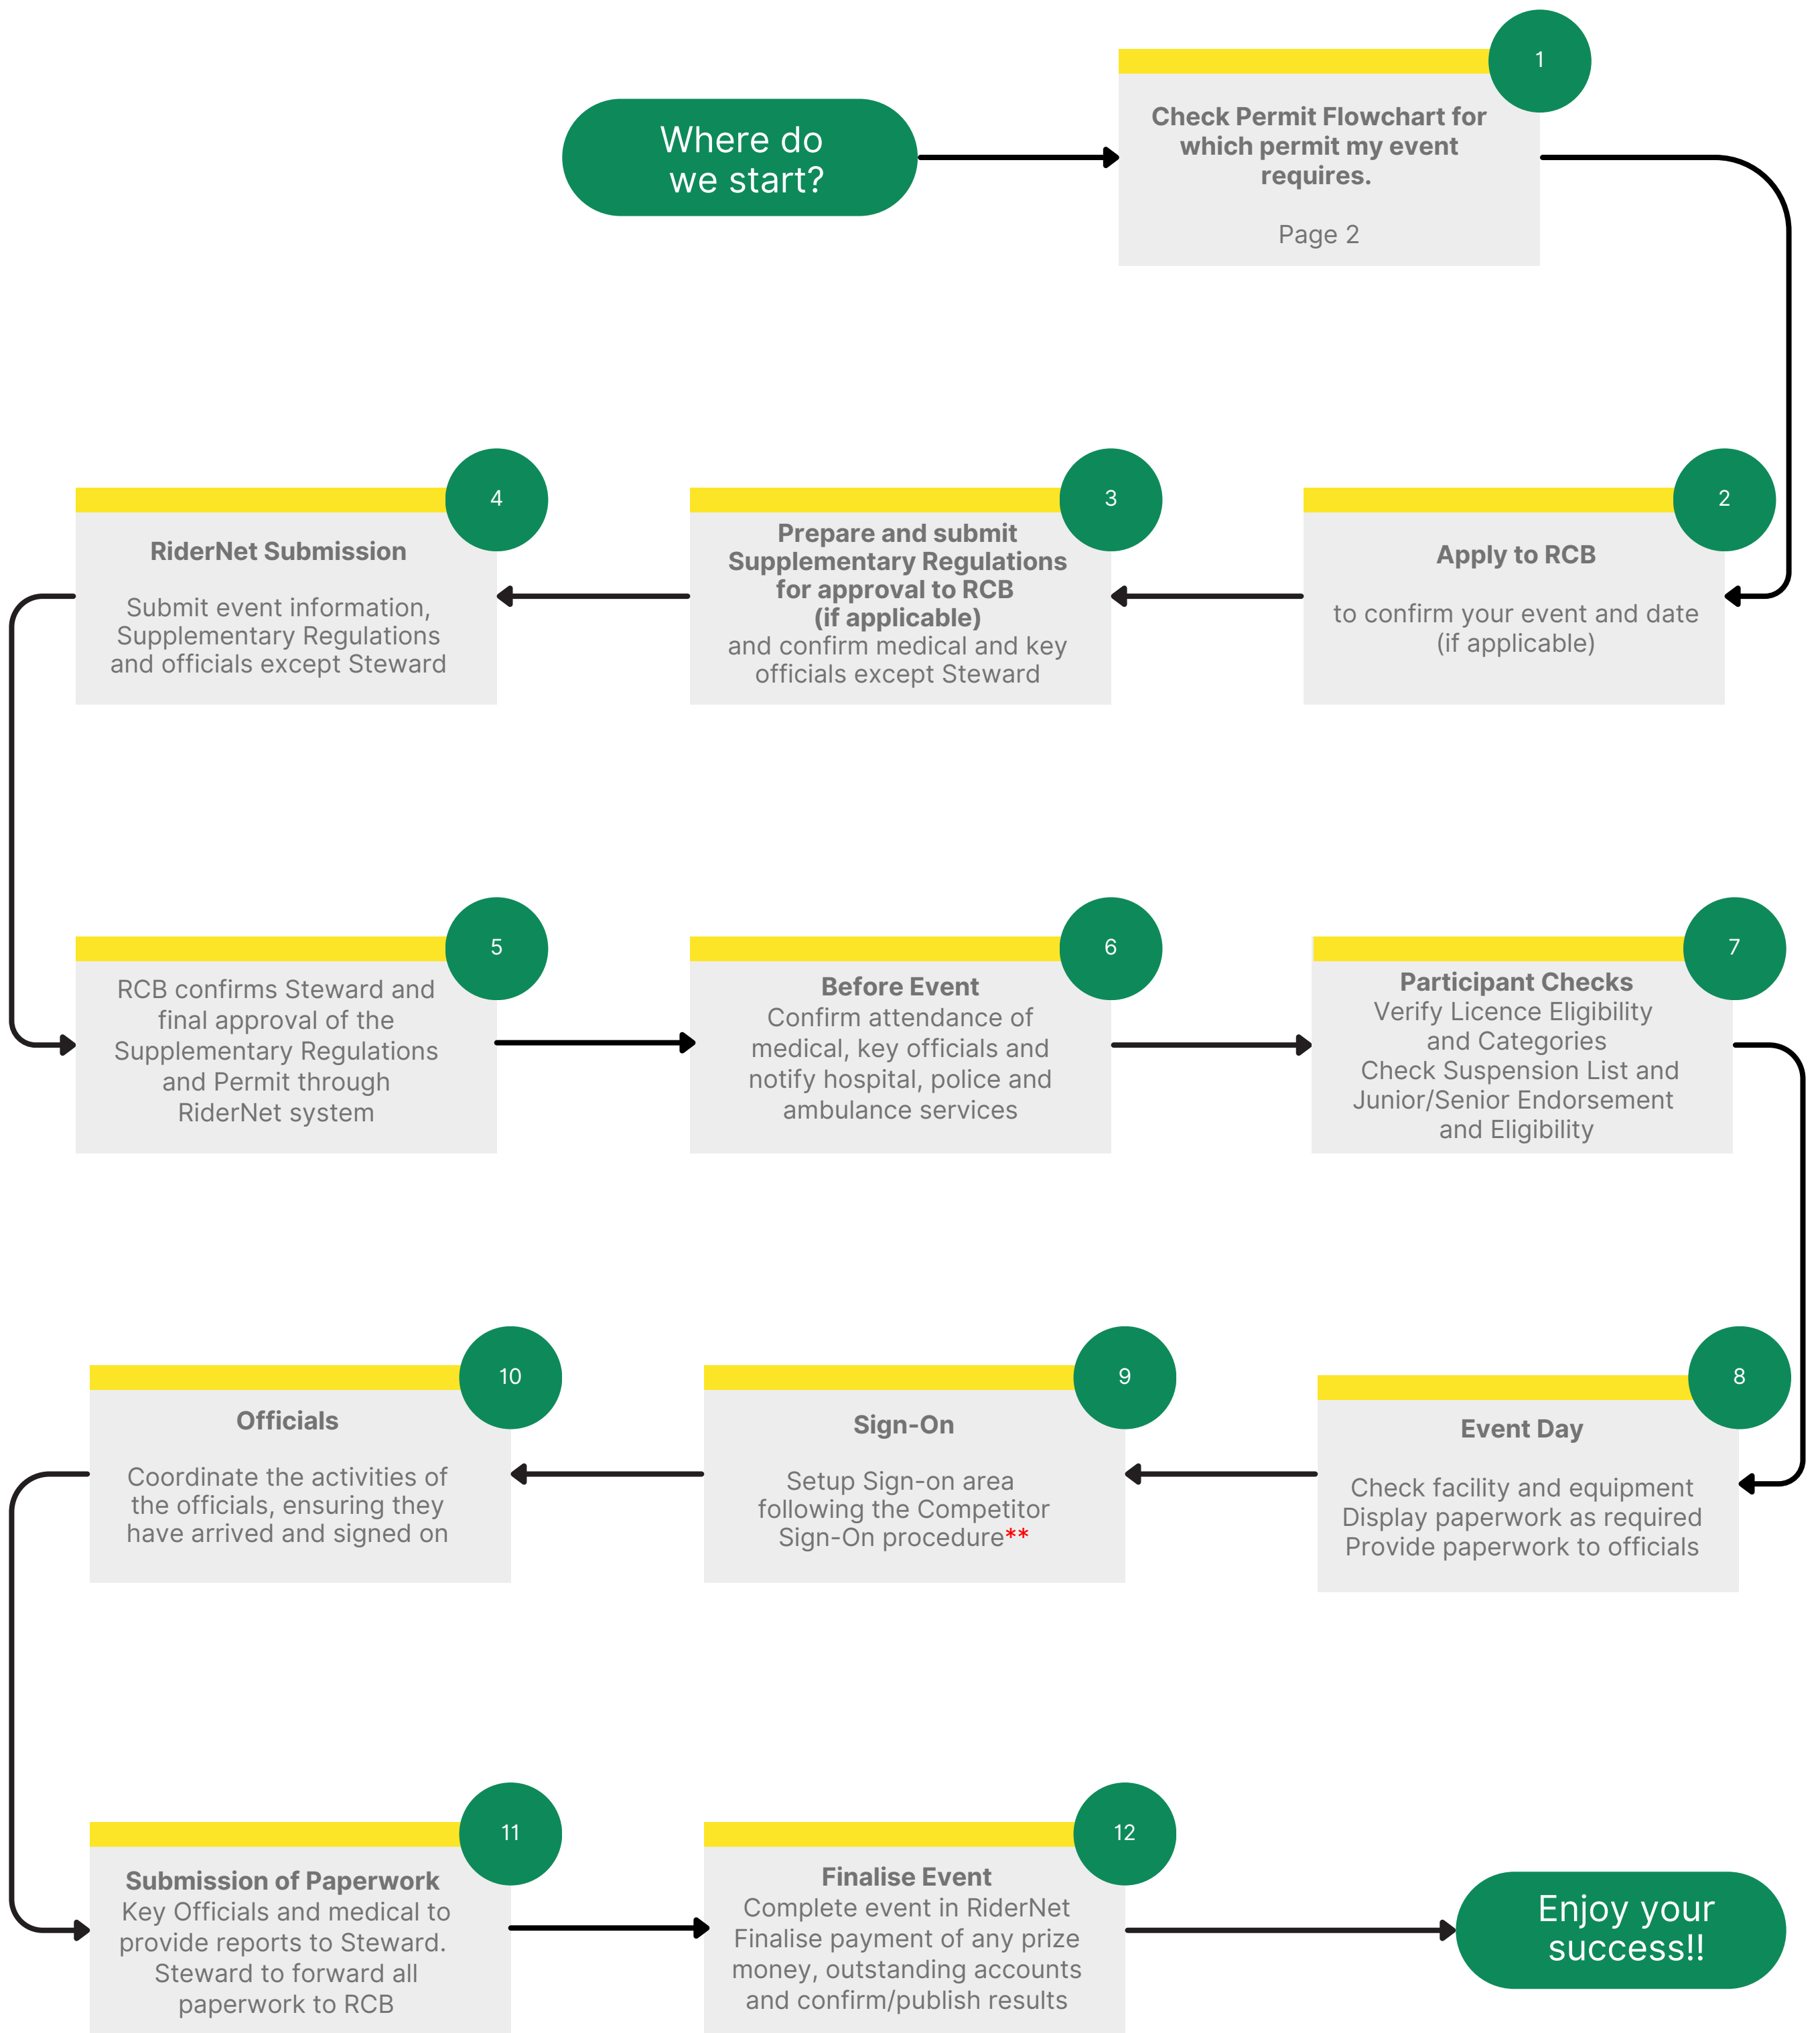 Where do
we start?
1
Check Permit Flowchart for
which permit my event
requires.
Page 2
2
Apply to RCB
to confirm your event and date
(if applicable)
3
Prepare and submit
Supplementary Regulations
for approval to RCB
(if applicable)
and confirm medical and key
officials except Steward
4
RiderNet Submission
Submit event information,
Supplementary Regulations
and officials except Steward
5
RCB confirms Steward and
final approval of the
Supplementary Regulations
and Permit through
RiderNet system
6
Before Event
Confirm attendance of
medical, key officials and
notify hospital, police and
ambulance services
7
Participant Checks
Verify Licence Eligibility
and Categories
Check Suspension List and
Junior/Senior Endorsement
and Eligibility
8
Event Day
Check facility and equipment
Display paperwork as required
Provide paperwork to officials
9
Sign-On
Setup Sign-on area
following the Competitor
Sign-On procedure**
10
Officials
Coordinate the activities of
the officials, ensuring they
have arrived and signed on
11
Submission of Paperwork
Key Officials and medical to
provide reports to Steward.
Steward to forward all
paperwork to RCB
12
Finalise Event
Complete event in RiderNet
Finalise payment of any prize
money, outstanding accounts
and confirm/publish results
Enjoy your
success!!